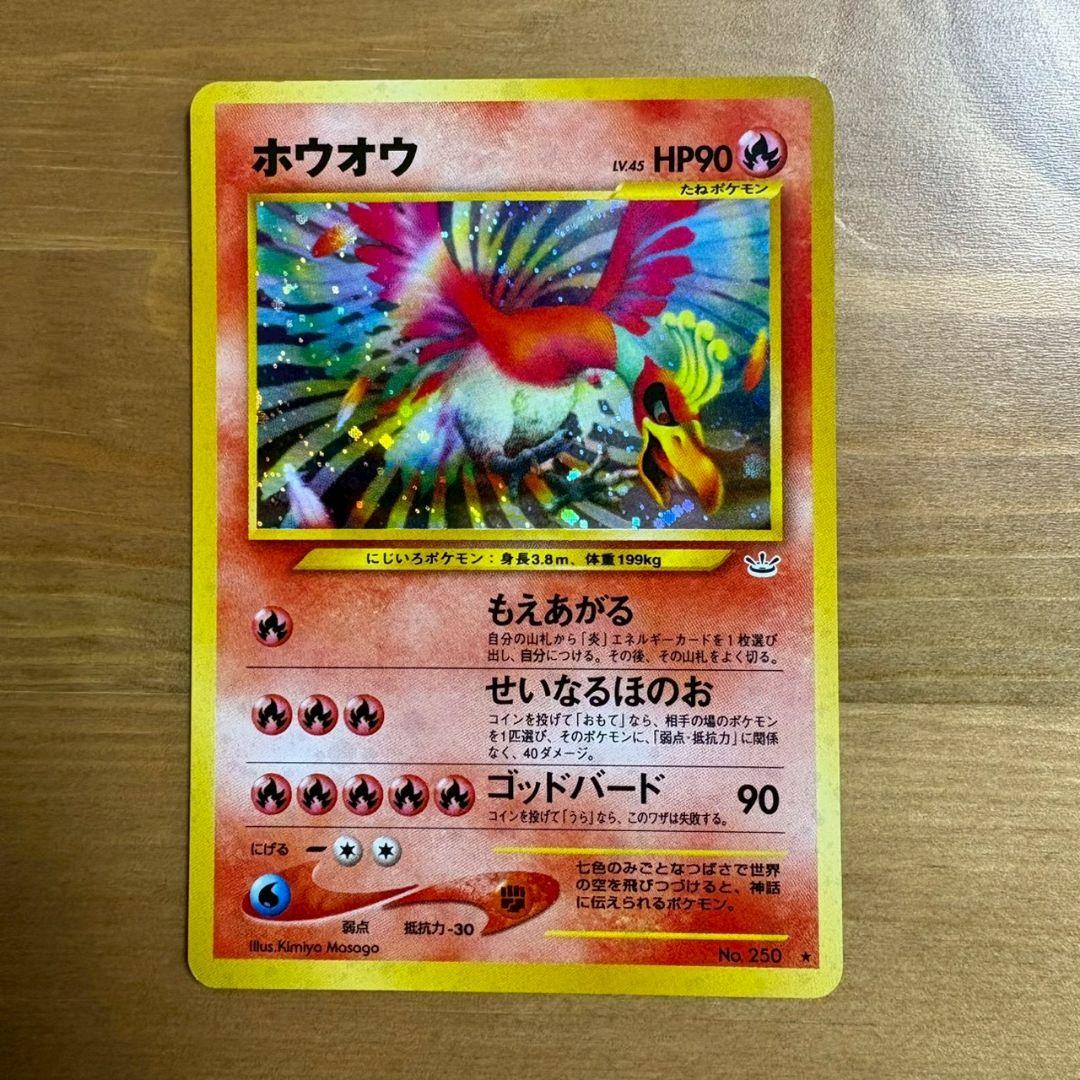 ホウオウ
LV.45 HP90
たねポケモン
にじいろポケモン：身長3.8m、体重199kg
もえあがる
自分の山札から「炎」エネルギーカードを1枚選び
出し、自分につける。その後、その山札をよく切る。
せいなるほのお
コインを投げて「おもて」なら、相手の場のポケモン
を1匹選び、そのポケモンに、「弱点・抵抗力」に関係
なく、40ダメージ。
ゴッドバード 90
コインを投げて「うら」なら、このワザは失敗する。
にげる
七色のみごとなつばさで世界
の空を飛びつづけると、神話
に伝えられるポケモン。
弱点 抵抗力-30
Illus.Kimiya Masago
No. 250 ★